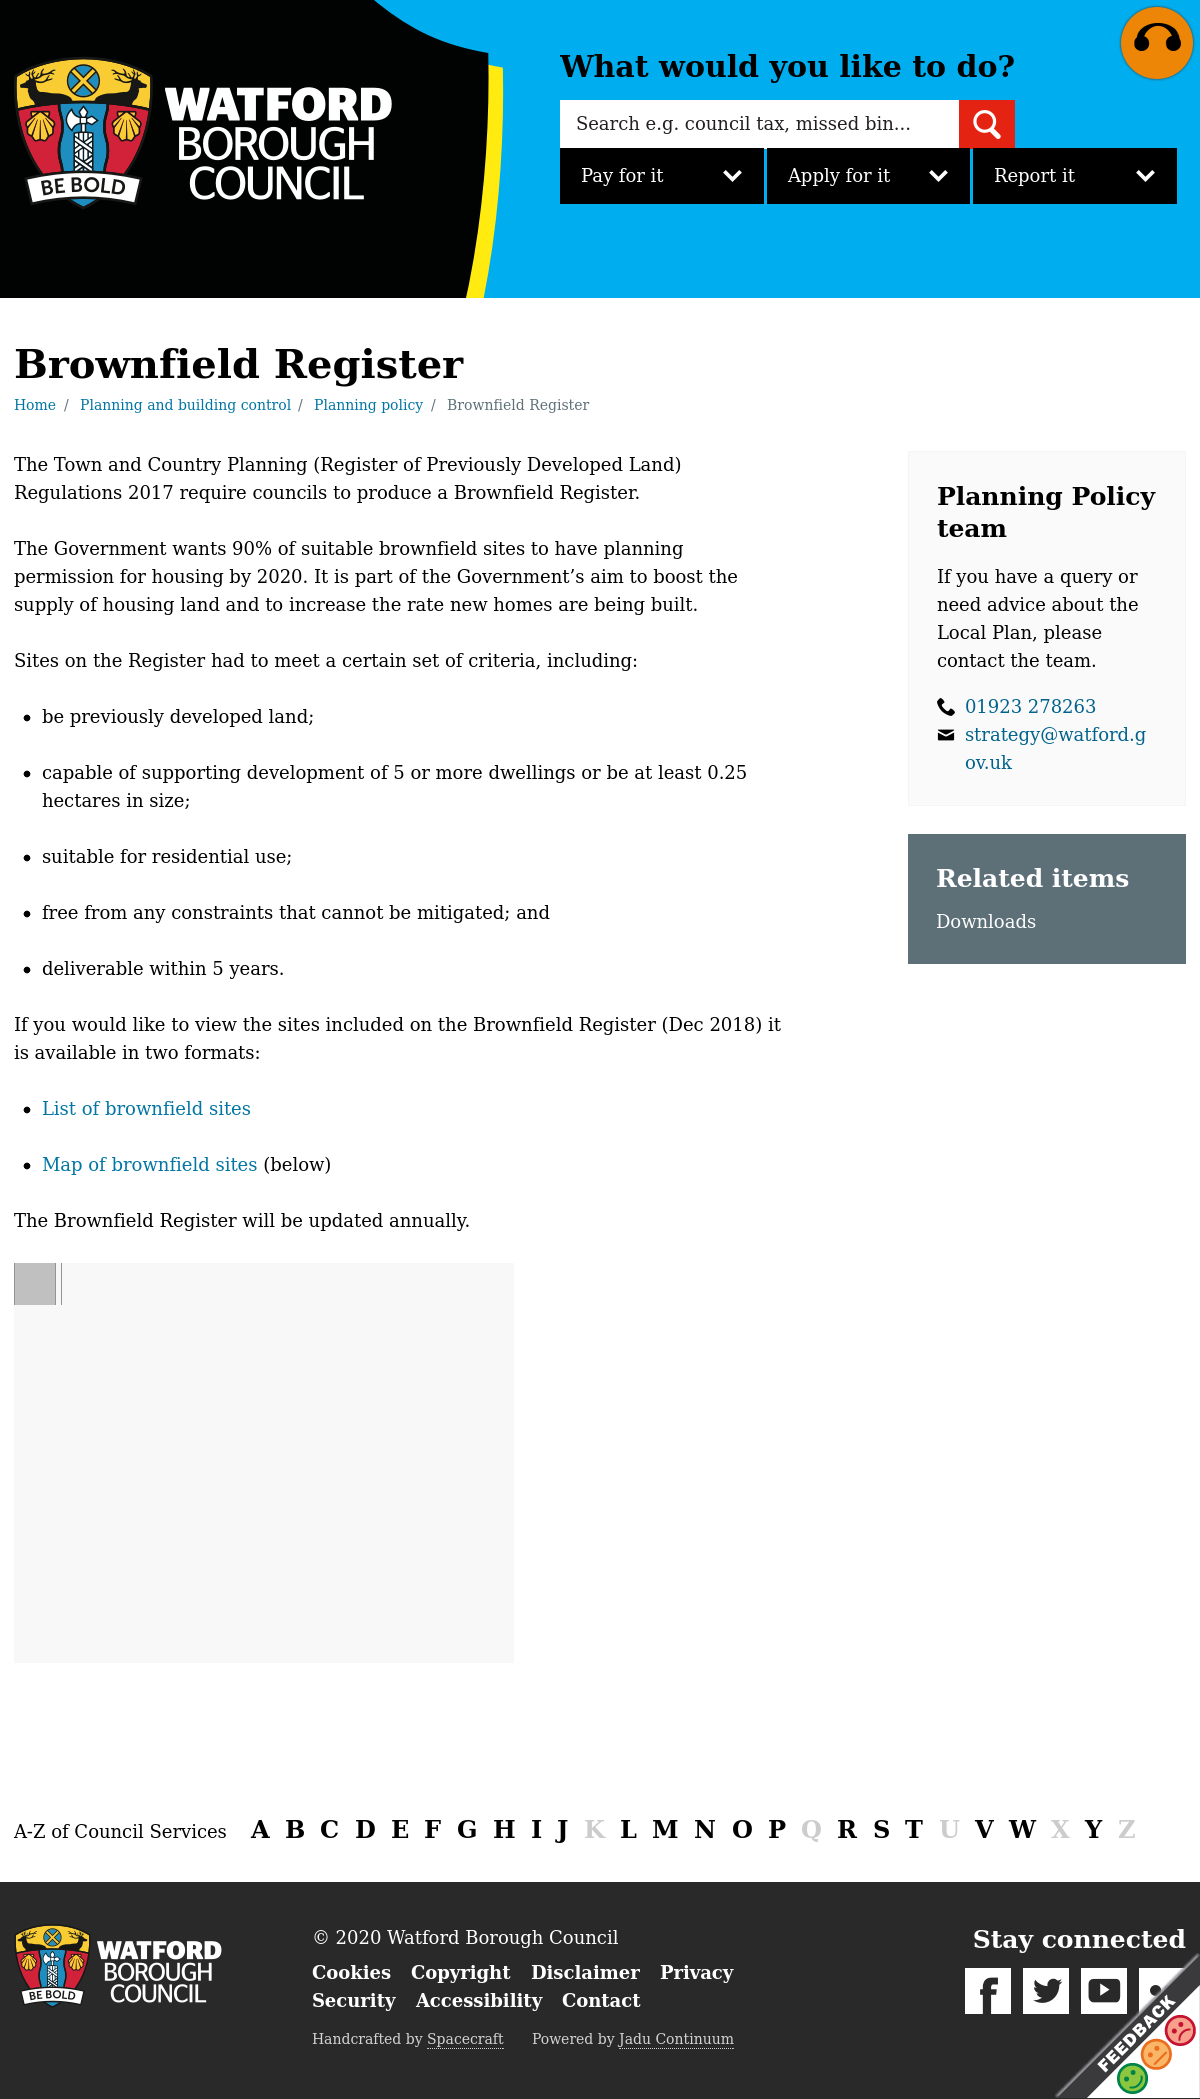 BE BOLD
WATFORD
BOROUGH
COUNCIL
What would you like to do?
Search e.g. council tax, missed bin...
Pay for it
Apply for it
Report it
Brownfield Register
Home / Planning and building control / Planning policy / Brownfield Register
The Town and Country Planning (Register of Previously Developed Land)
Regulations 2017 require councils to produce a Brownfield Register.
The Government wants 90% of suitable brownfield sites to have planning
permission for housing by 2020. It is part of the Government’s aim to boost the
supply of housing land and to increase the rate new homes are being built.
Sites on the Register had to meet a certain set of criteria, including:
be previously developed land;
capable of supporting development of 5 or more dwellings or be at least 0.25
hectares in size;
suitable for residential use;
free from any constraints that cannot be mitigated; and
deliverable within 5 years.
If you would like to view the sites included on the Brownfield Register (Dec 2018) it
is available in two formats:
List of brownfield sites
Map of brownfield sites (below)
The Brownfield Register will be updated annually.
Planning Policy
team
If you have a query or
need advice about the
Local Plan, please
contact the team.
01923 278263
strategy@watford.g
ov.uk
Related items
Downloads
A-Z of Council Services A B C D E F G H I J K L M N O P Q R S T U V W X Y Z
BE BOLD
WATFORD
BOROUGH
COUNCIL
© 2020 Watford Borough Council
Cookies Copyright Disclaimer Privacy
Security Accessibility Contact
Handcrafted by Spacecraft Powered by Jadu Continuum
Stay connected
FEEDBACK